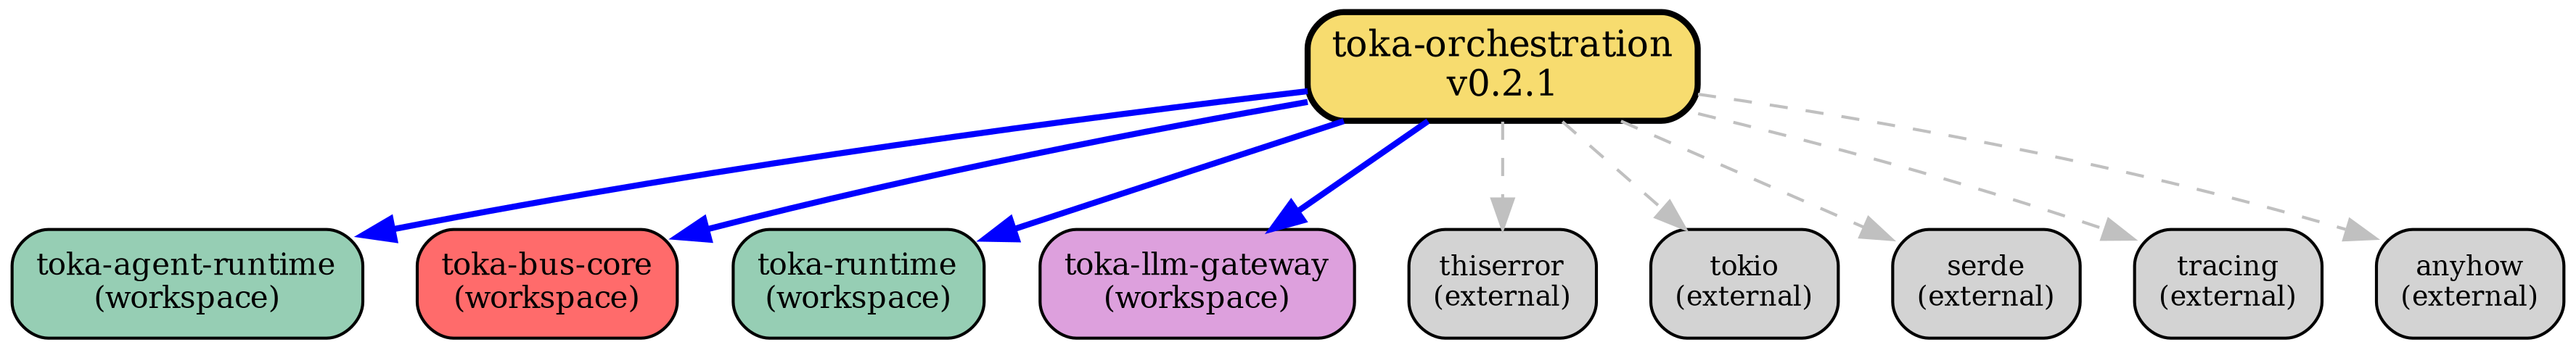 toka-orchestration
v0.2.1
toka-agent-runtime
(workspace)
toka-bus-core
(workspace)
toka-runtime
(workspace)
toka-llm-gateway
(workspace)
thiserror
(external)
tokio
(external)
serde
(external)
tracing
(external)
anyhow
(external)